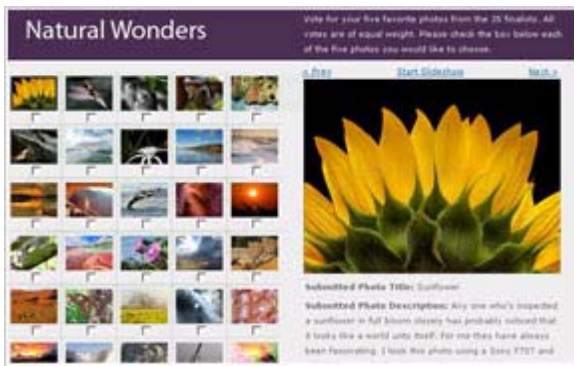 Natural Wonders
Vote for your five favorite photos from the 35 finalists. All
votes are of equal weight. Please check the box below each
of the five photos you would like to choose.
< Prev Start Slideshow Next >
Submitted Photo Title: Sunflower
Submitted Photo Description: Any one who's inspected
a sunflower in full bloom closely has probably noticed that
it looks like a world unto itself. For me they have always
been fascinating. I took this photo using a Sony F707 and